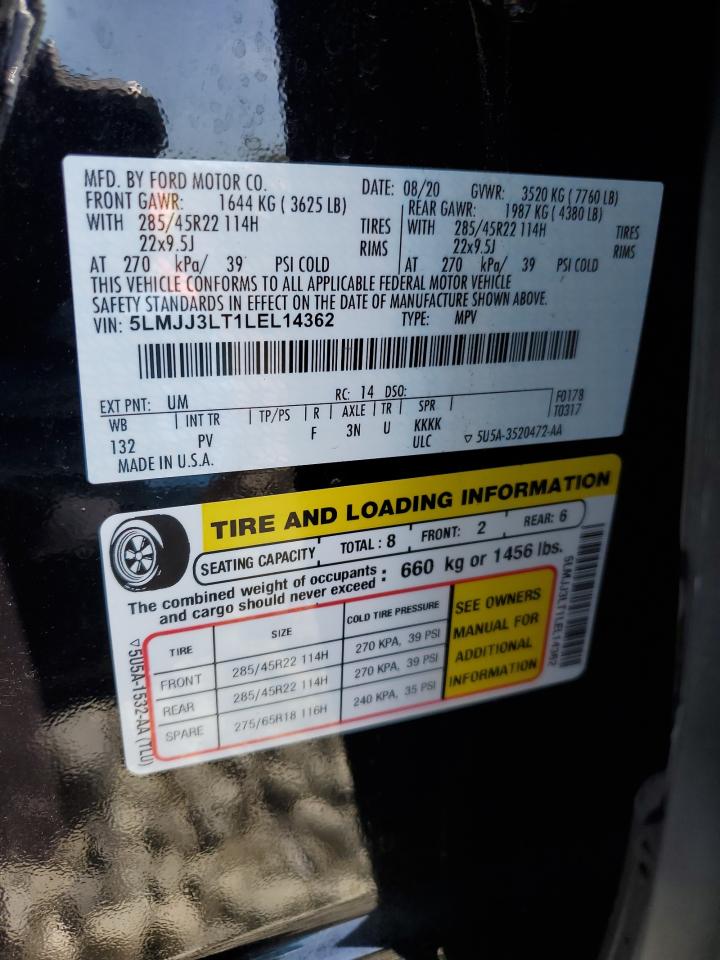 MFD. BY FORD MOTOR CO. DATE: 08/20 GVWR: 3520 KG ( 7760 LB)
FRONT GAWR: 1644 KG ( 3625 LB) REAR GAWR: 1987 KG ( 4380 LB)
WITH 285/45R22 114H TIRES WITH 285/45R22 114H TIRES
22x9.5J RIMS 22x9.5J RIMS
AT 270 kPa/ 39 PSI COLD AT 270 kPa/ 39 PSI COLD
THIS VEHICLE CONFORMS TO ALL APPLICABLE FEDERAL MOTOR VEHICLE
SAFETY STANDARDS IN EFFECT ON THE DATE OF MANUFACTURE SHOWN ABOVE.
VIN: 5LMJJ3LT1LEL14362 TYPE: MPV
EXT PNT: UM RC: 14 DSO: F0178
WB INT TR TP/PS R AXLE TR SPR T0317
132 PV F 3N U KKKK
ULC ▽ 5U5A-3520472-AA
MADE IN U.S.A.
TIRE AND LOADING INFORMATION
SEATING CAPACITY TOTAL : 8 FRONT: 2 REAR: 6
The combined weight of occupants and cargo should never exceed : 660 kg or 1456 lbs.
TIRE SIZE COLD TIRE PRESSURE
FRONT 285/45R22 114H 270 KPA, 39 PSI
REAR 285/45R22 114H 270 KPA, 39 PSI
SPARE 275/65R18 116H 240 KPA, 35 PSI
SEE OWNERS
MANUAL FOR
ADDITIONAL
INFORMATION
▽5U5A-1532-AA (TLU)
5LMJJ3LT1LEL14362